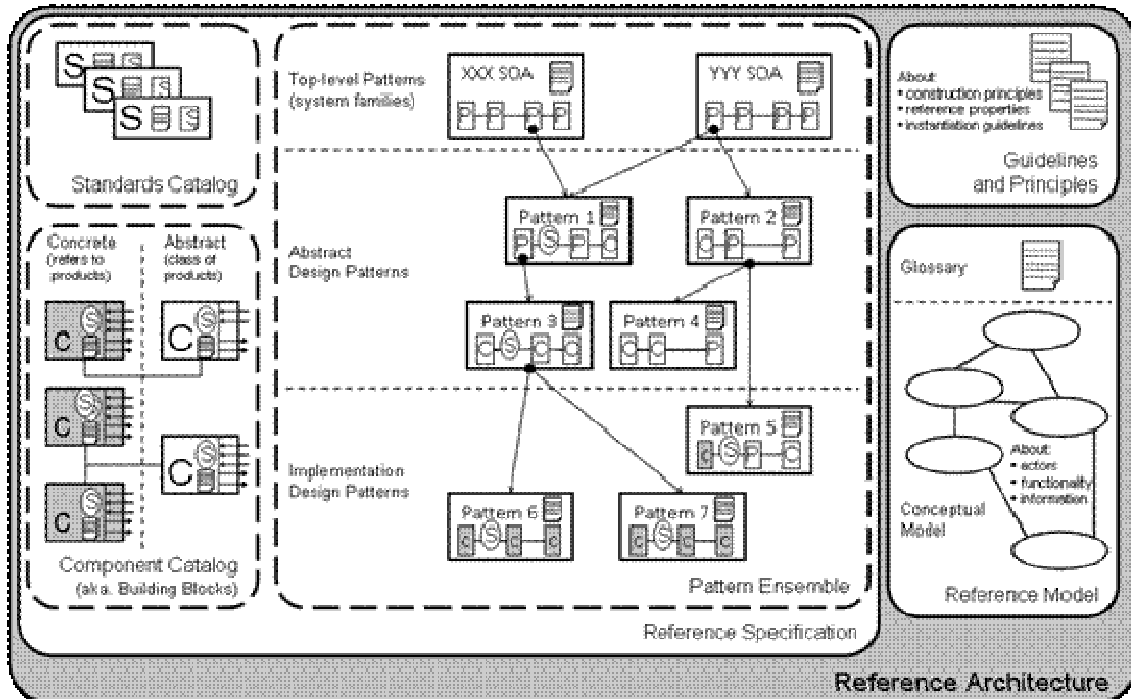 S
S
S
Standards Catalog
Concrete
(refers to
products)
Abstract
(class of
products)
C S
C S
C S
C S
C S
Component Catalog
(aka. Building Blocks)
Top-level Patterns
(system families)
XXX SOA
P P P P
YYY SOA
P P P P
Abstract
Design Patterns
Pattern 1
P S P C
Pattern 2
C P P
Pattern 3
C S C C
Pattern 4
C C P
Implementation
Design Patterns
Pattern 5
C S P C
Pattern 6
C S C C
Pattern 7
C S C C
Pattern Ensemble
Reference Specification
About:
• construction principles
• reference properties
• instantiation guidelines
Guidelines
and Principles
Glossary
About:
• actors
• functionality
• information
Conceptual
Model
Reference Model
Reference Architecture